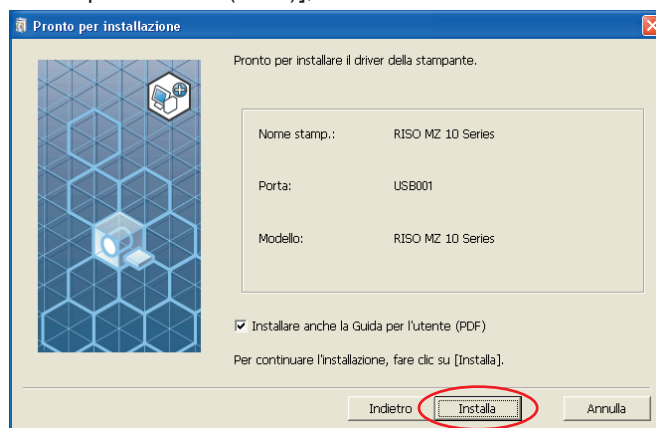 Pronto per installazione
Pronto per installare il driver della stampante.
Nome stamp.: RISO MZ 10 Series
Porta: USB001
Modello: RISO MZ 10 Series
Installare anche la Guida per l'utente (PDF)
Per continuare l'installazione, fare clic su [Installa].
Indietro Installa Annulla